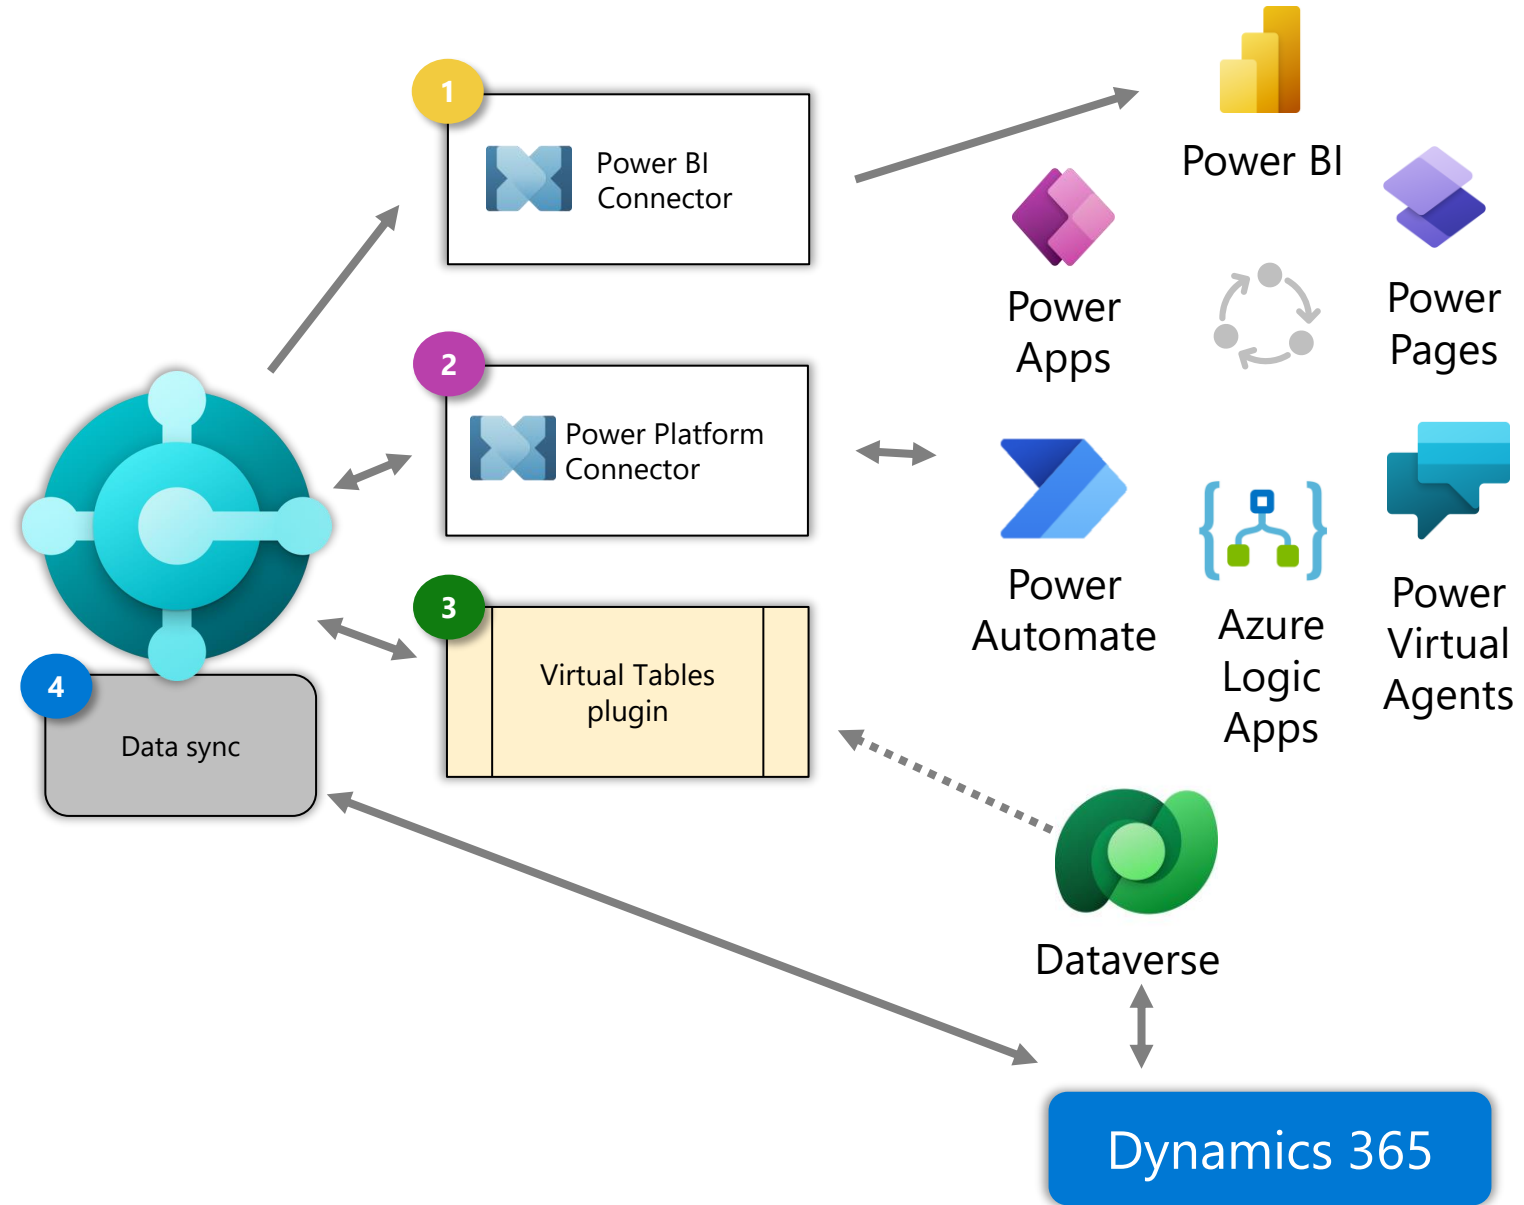 1
Power BI
Connector
Power BI
Power
Apps
Power
Pages
2
Power Platform
Connector
Power
Automate
Azure
Logic
Apps
Power
Virtual
Agents
3
Virtual Tables
plugin
4
Data sync
Dataverse
Dynamics 365